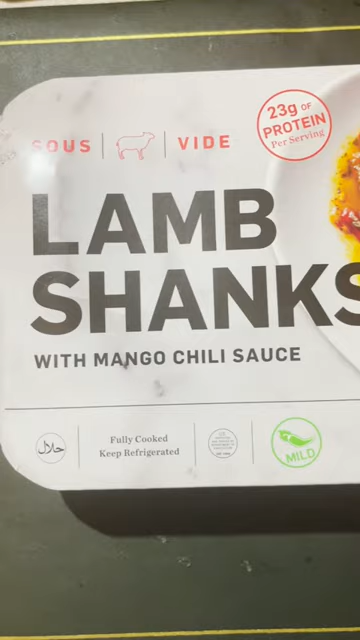 SOUS VIDE
23g OF
PROTEIN
Per Serving
LAMB
SHANKS
WITH MANGO CHILI SAUCE
حلال
Fully Cooked
Keep Refrigerated
MILD